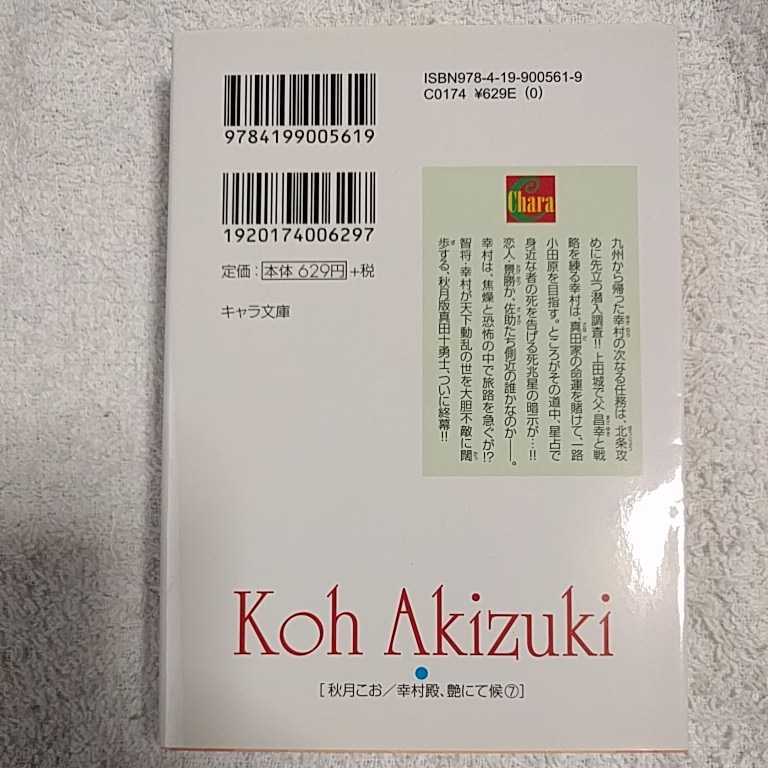 ISBN978-4-19-900561-9
C0174 ¥629E (0)
9784199005619
1920174006297
定価：本体 629円+税
キャラ文庫
Chara
九州から帰った幸村の次なる任務は、北条攻
めに先立つ潜入調査!! 上田城で父・昌幸と戦
略を練る幸村は、真田家の命運を賭けて、一路
小田原を目指す。ところがその道中、星占で
身近な者の死を告げる死兆星の暗示が…!!
恋人・景勝か、佐助たち側近の誰かなのか――。
幸村は、焦燥と恐怖の中で旅路を急ぐが!?
智将・幸村が天下動乱の世を大胆不敵に闊
歩する、秋月版真田十勇士、ついに終幕!!
Koh Akizuki
[秋月こお／幸村殿、艶にて候⑦]